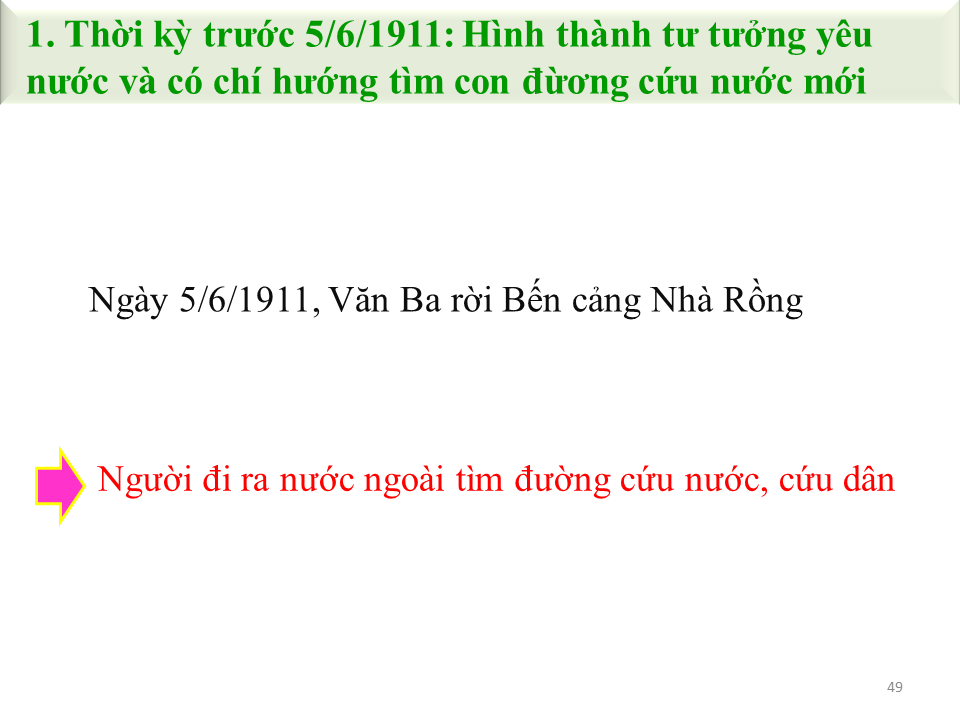 1. Thời kỳ trước 5/6/1911: Hình thành tư tưởng yêu
nước và có chí hướng tìm con đừơng cứu nước mới
Ngày 5/6/1911, Văn Ba rời Bến cảng Nhà Rồng
Người đi ra nước ngoài tìm đường cứu nước, cứu dân
49